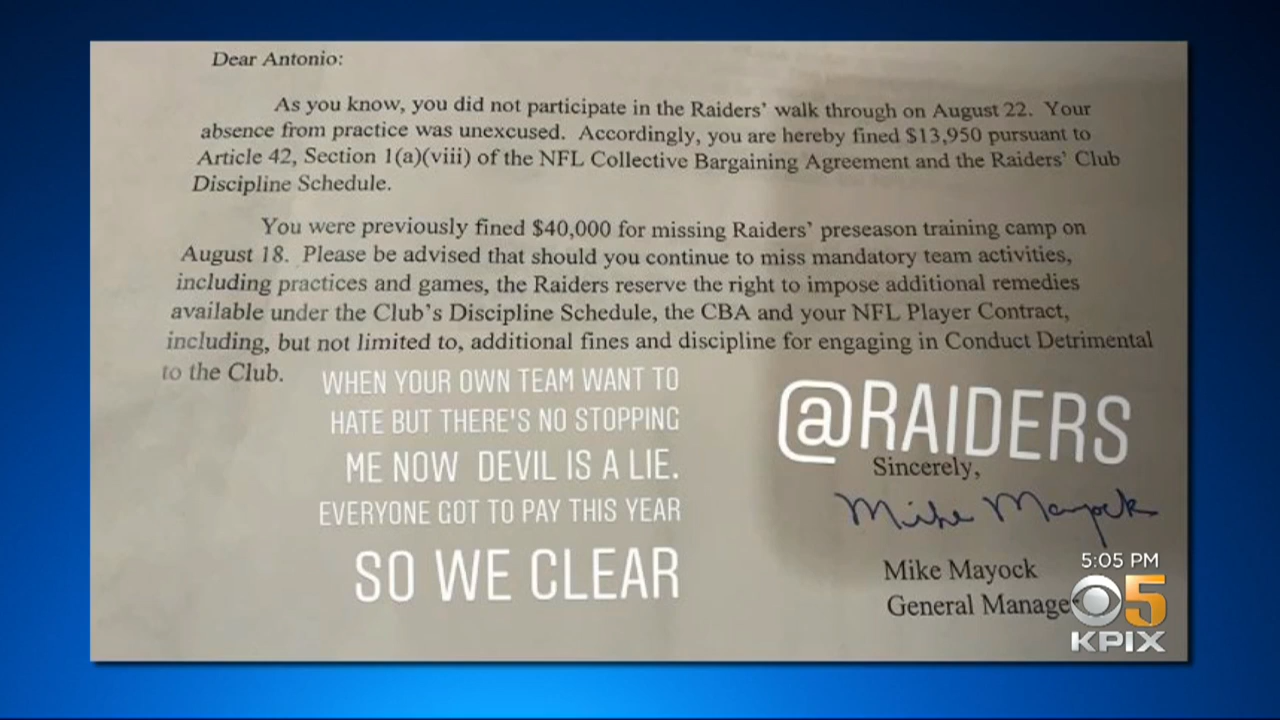 Dear Antonio:
As you know, you did not participate in the Raiders' walk through on August 22. Your
absence from practice was unexcused. Accordingly, you are hereby fined $13,950 pursuant to
Article 42, Section 1(a)(viii) of the NFL Collective Bargaining Agreement and the Raiders' Club
Discipline Schedule.
You were previously fined $40,000 for missing Raiders' preseason training camp on
August 18. Please be advised that should you continue to miss mandatory team activities,
including practices and games, the Raiders reserve the right to impose additional remedies
available under the Club's Discipline Schedule, the CBA and your NFL Player Contract,
including, but not limited to, additional fines and discipline for engaging in Conduct Detrimental
to the Club.
WHEN YOUR OWN TEAM WANT TO
HATE BUT THERE'S NO STOPPING
ME NOW DEVIL IS A LIE.
EVERYONE GOT TO PAY THIS YEAR
SO WE CLEAR
@RAIDERS
Sincerely,
Mike Mayock
Mike Mayock
General Manage
5:05 PM
5
KPIX